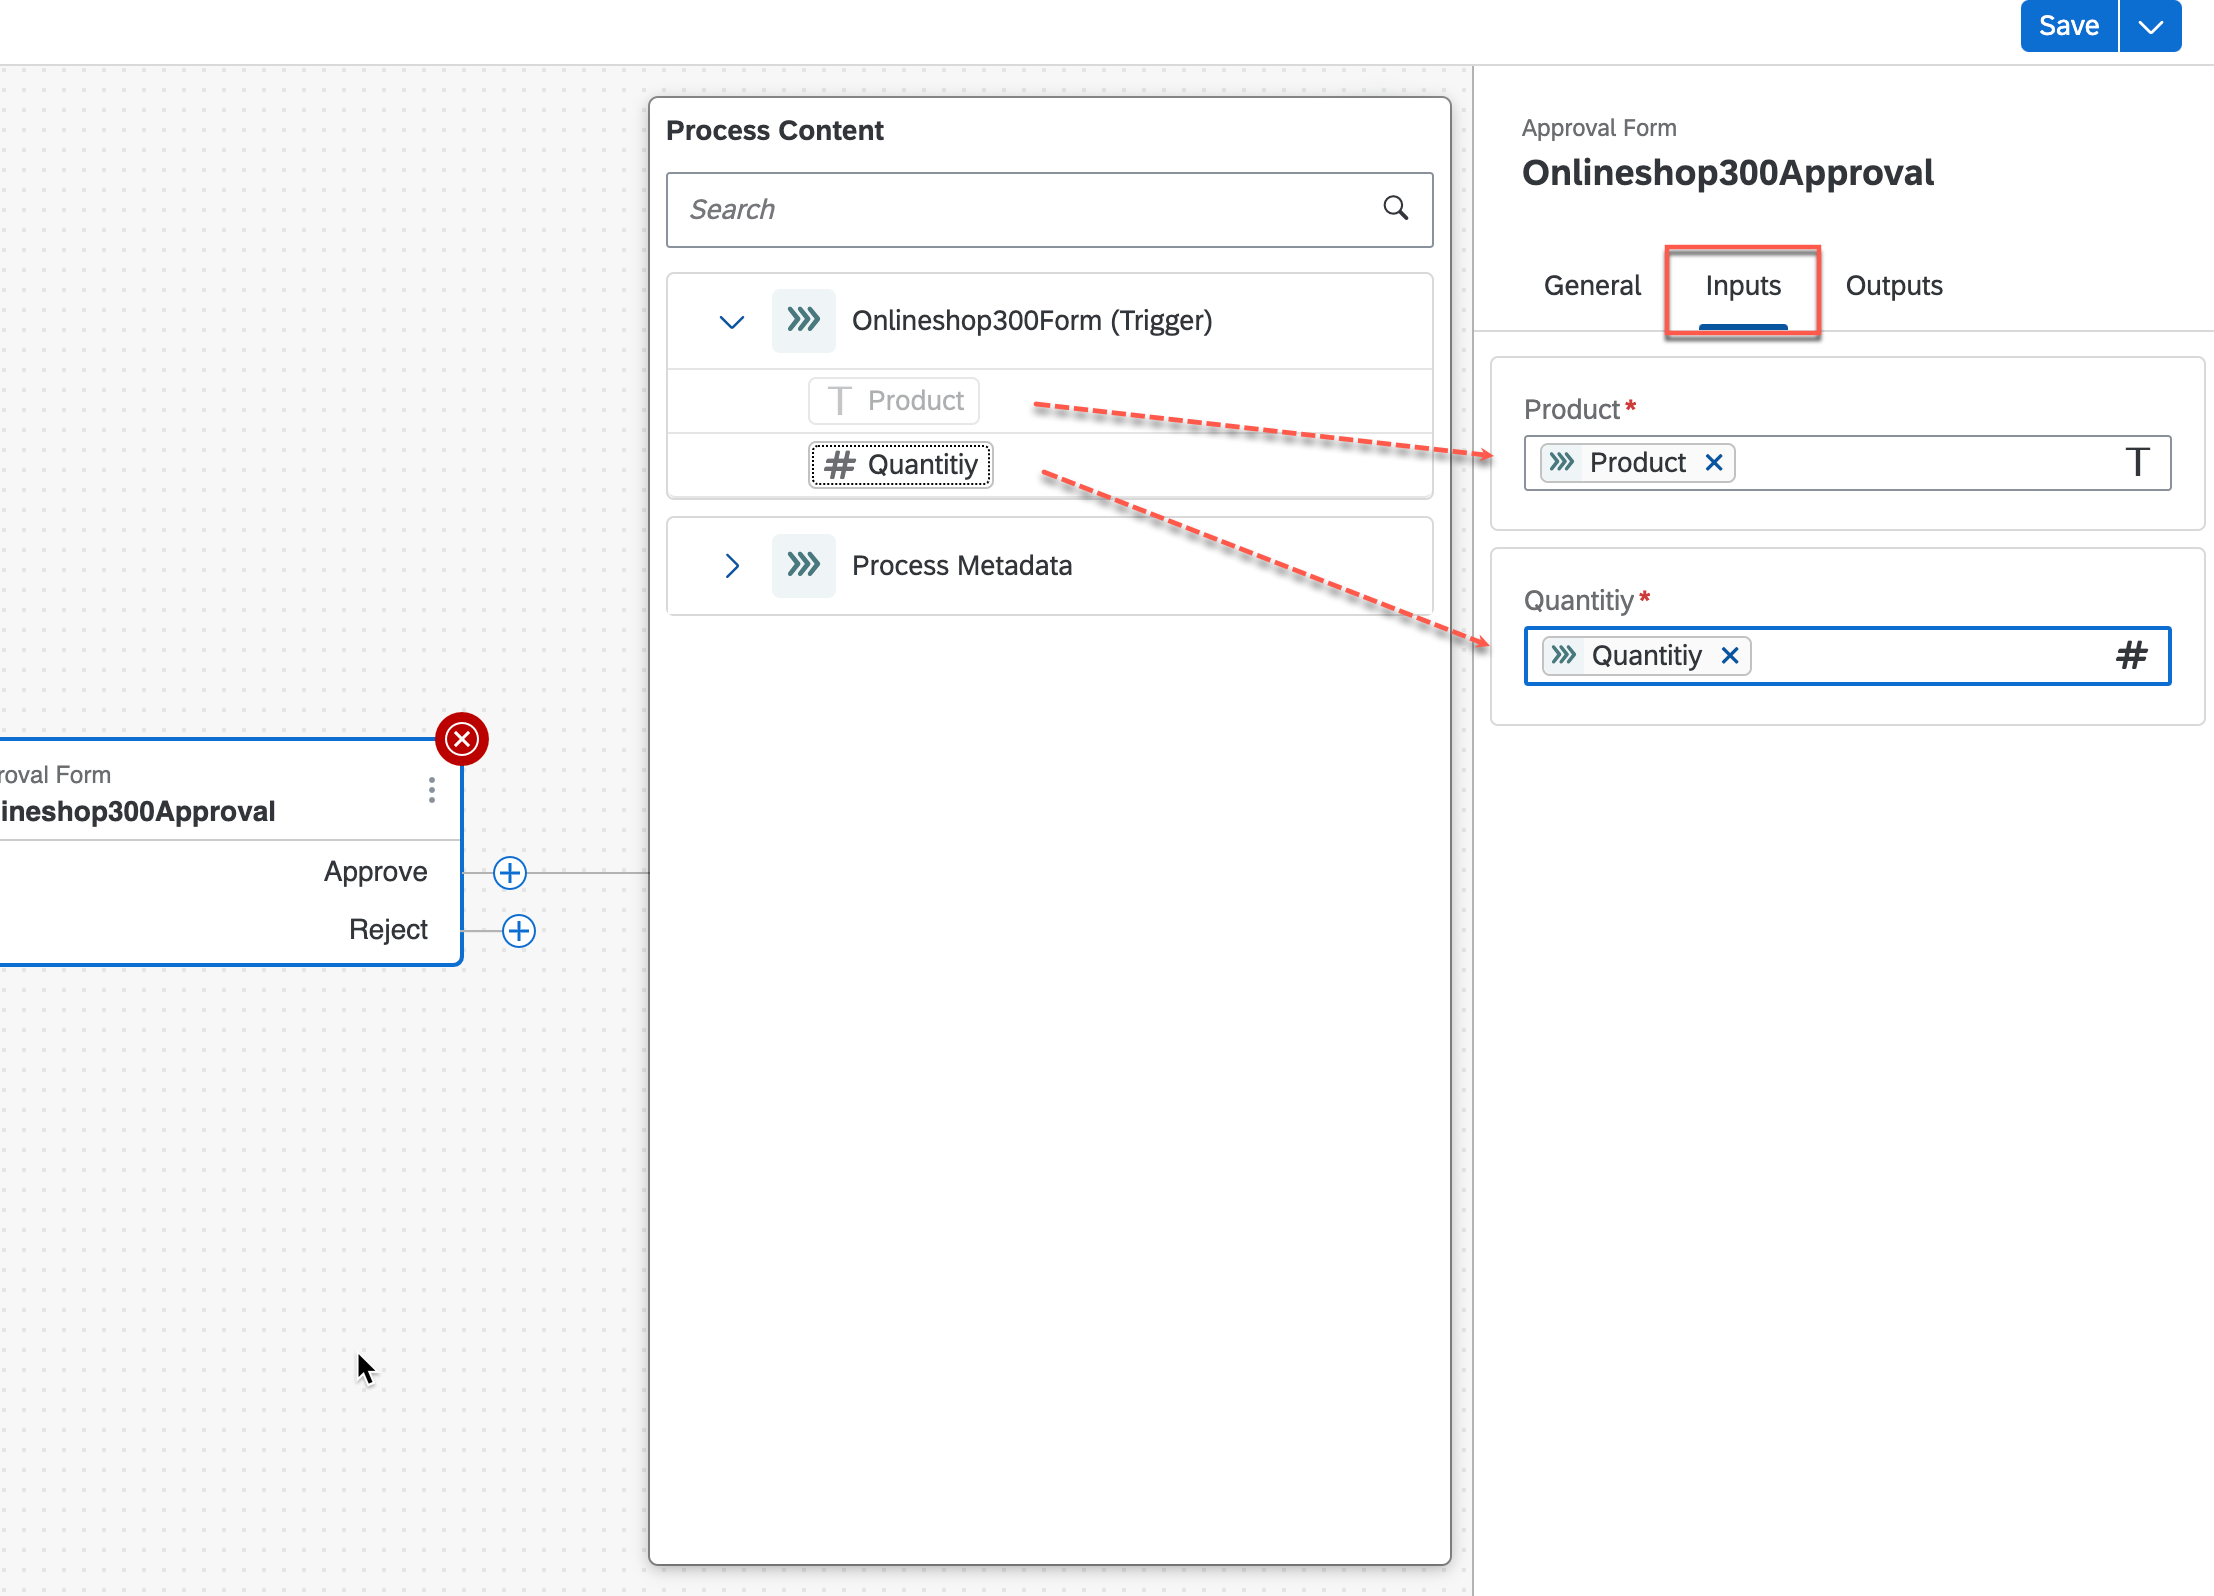 Save
Process Content
Search
Onlineshop300Form (Trigger)
T Product
# Quantitiy
Process Metadata
Approval Form
Onlineshop300Approval
General Inputs Outputs
Product*
Product T
Quantitiy*
Quantitiy #
roval Form
lineshop300Approval
Approve
Reject